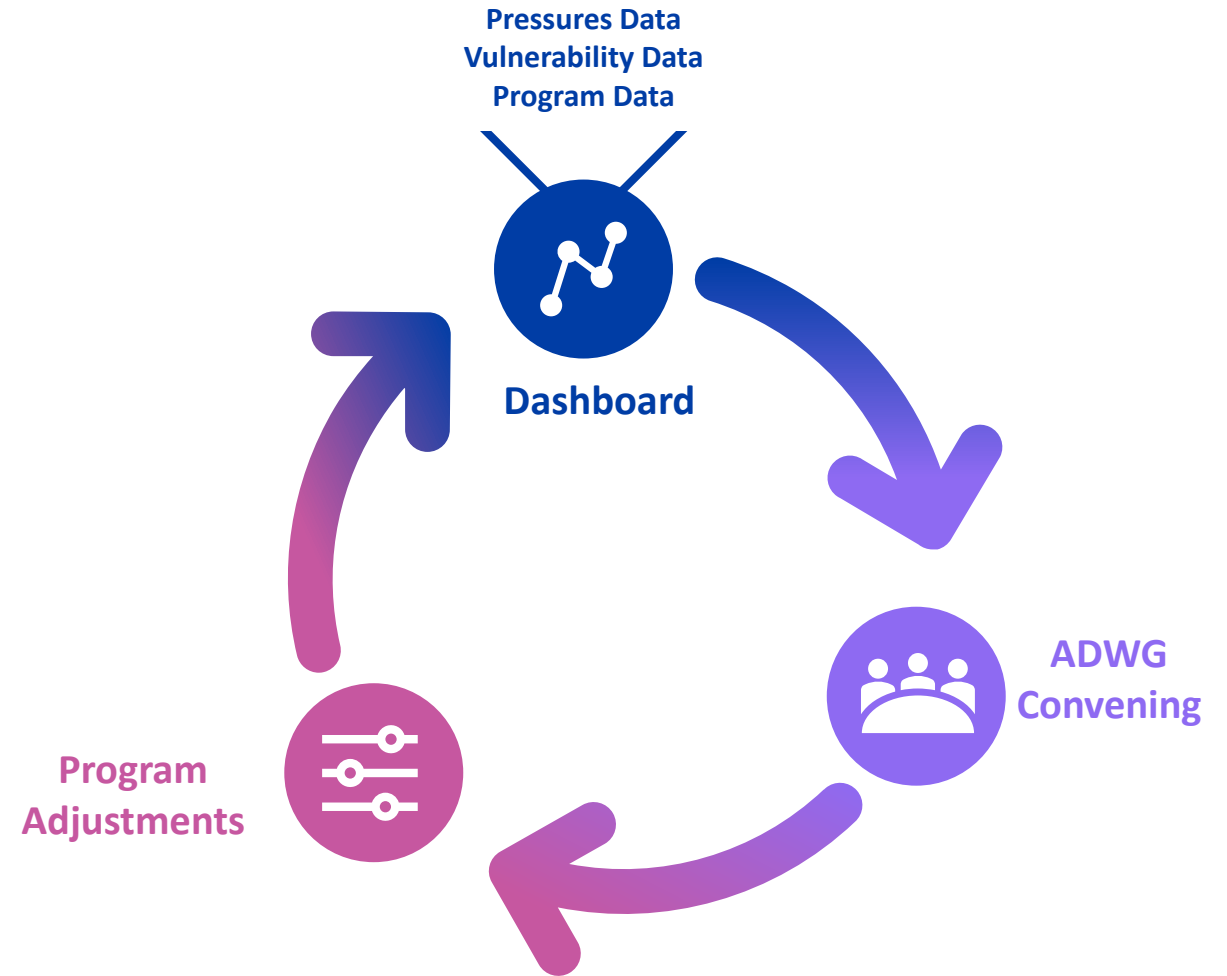 Pressures Data
Vulnerability Data
Program Data
Dashboard
ADWG
Convening
Program
Adjustments